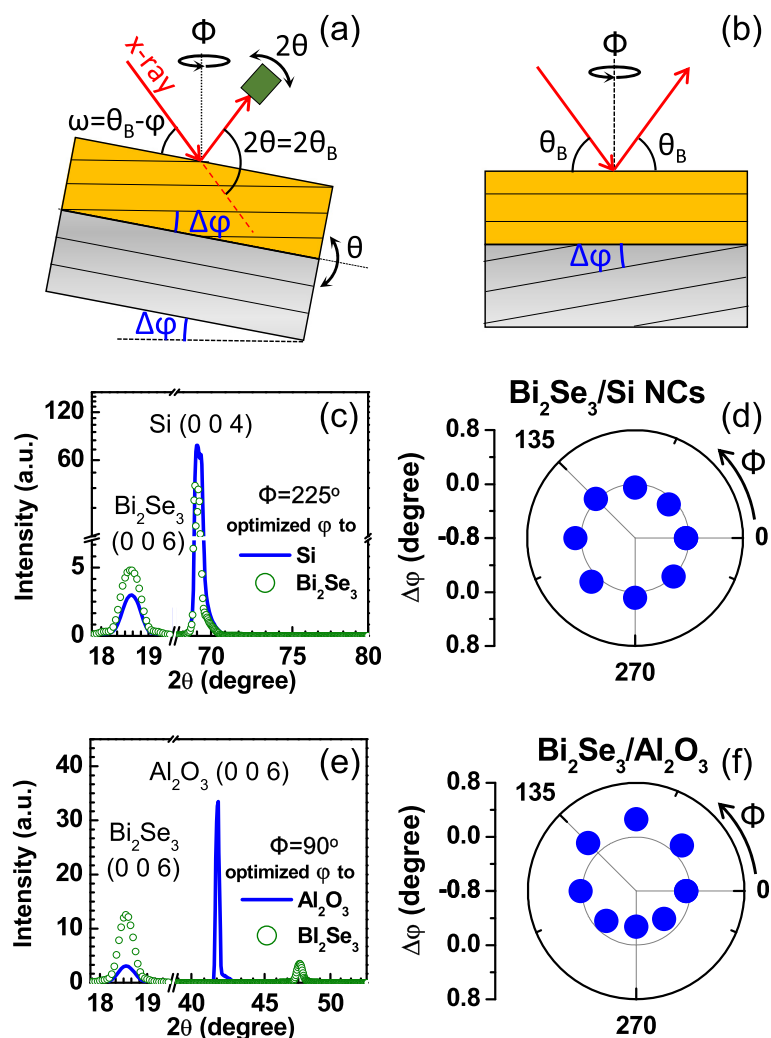 (a)
Φ
2θ
x-ray
ω=θ_B-φ
2θ=2θ_B
Δφ
θ
Δφ
(b)
Φ
θ_B
θ_B
Δφ
(c)
Si (0 0 4)
Bi₂Se₃
(0 0 6)
Φ=225°
optimized φ to
Si
Bi₂Se₃
120
60
5
0
Intensity (a.u.)
18 19 70 75 80
2θ (degree)
Bi₂Se₃/Si NCs
(d)
135
Φ
0
270
0.8
0.0
-0.8
0.0
0.8
Δφ (degree)
(e)
Al₂O₃ (0 0 6)
Bi₂Se₃
(0 0 6)
Φ=90°
optimized φ to
Al₂O₃
BI₂Se₃
40
30
20
10
0
Intensity (a.u.)
18 19 40 45 50
2θ (degree)
Bi₂Se₃/Al₂O₃
(f)
135
Φ
0
270
0.8
0.0
-0.8
0.0
0.8
Δφ (degree)